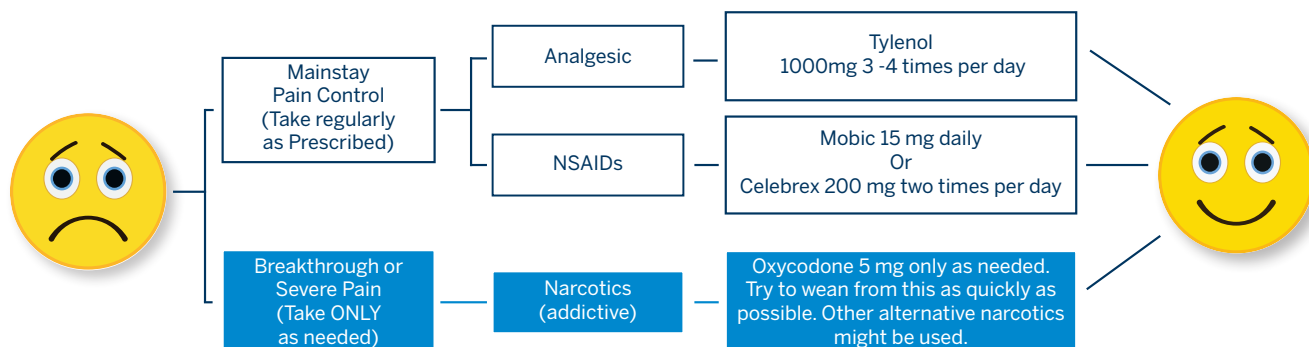 Mainstay
Pain Control
(Take regularly
as Prescribed)
Analgesic
Tylenol
1000mg 3 -4 times per day
NSAIDs
Mobic 15 mg daily
Or
Celebrex 200 mg two times per day
Breakthrough or
Severe Pain
(Take ONLY
as needed)
Narcotics
(addictive)
Oxycodone 5 mg only as needed.
Try to wean from this as quickly as
possible. Other alternative narcotics
might be used.